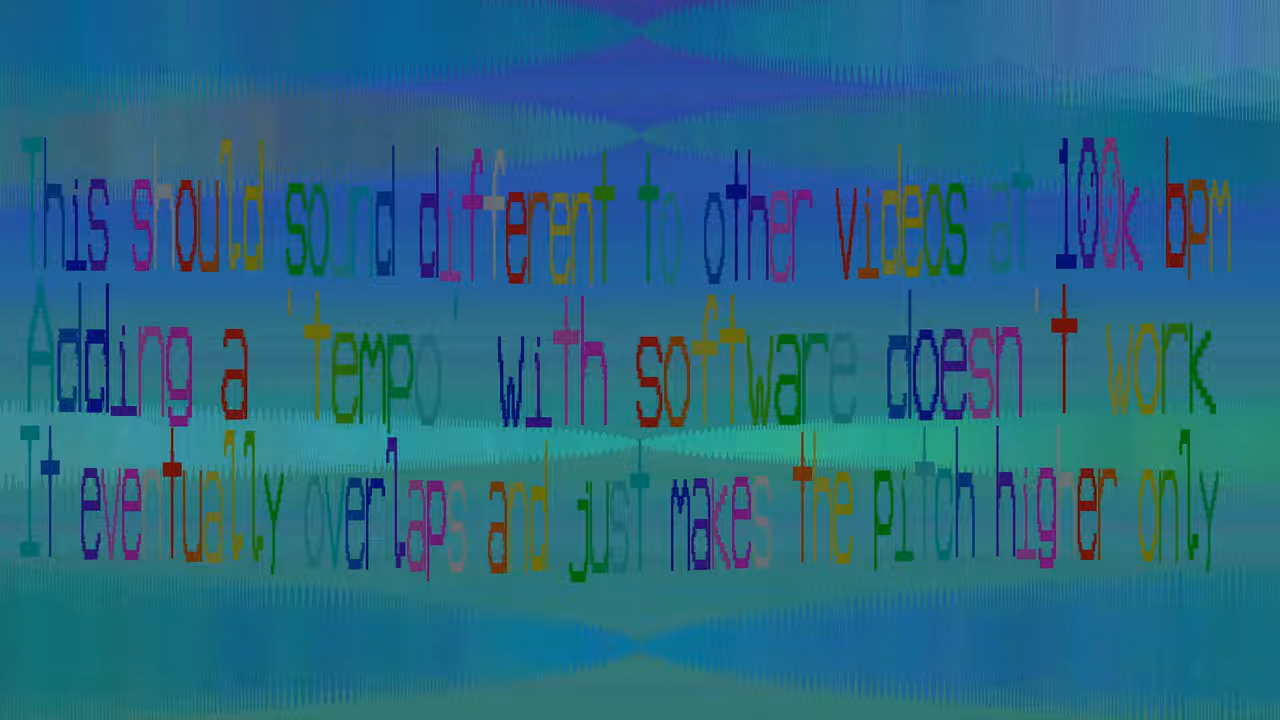 This should sound different to other videos at 100k bpm
Adding a 'tempo' with software doesn't work
It eventually overlaps and just makes the pitch higher only